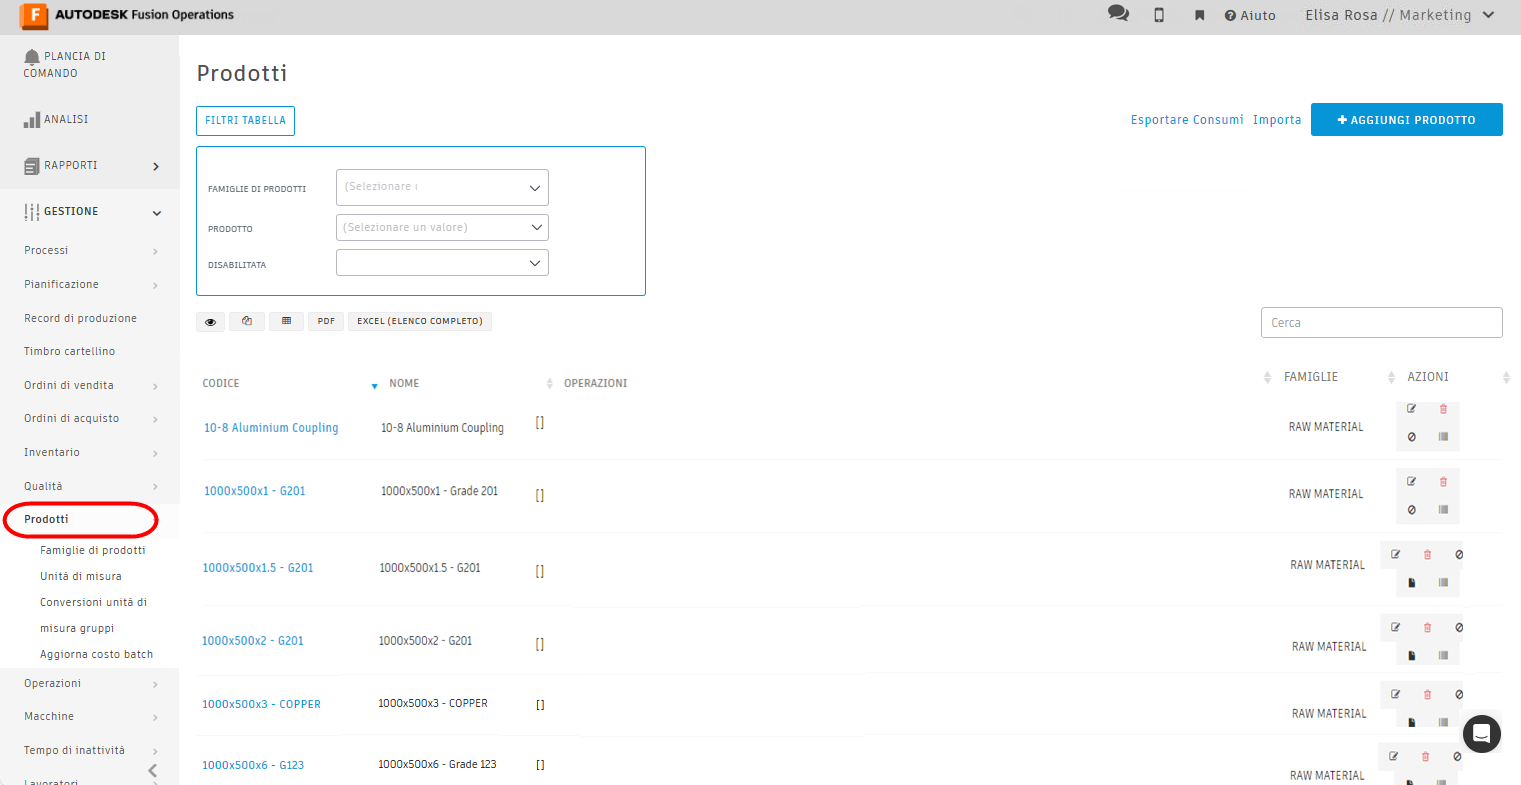 F AUTODESK Fusion Operations
Aiuto
Elisa Rosa // Marketing
PLANCIA DI
COMANDO
ANALISI
RAPPORTI
GESTIONE
Processi
Pianificazione
Record di produzione
Timbro cartellino
Ordini di vendita
Ordini di acquisto
Inventario
Qualità
Prodotti
Famiglie di prodotti
Unità di misura
Conversioni unità di
misura gruppi
Aggiorna costo batch
Operazioni
Macchine
Tempo di inattività
Lavoratori
Prodotti
FILTRI TABELLA
Esportare Consumi Importa
AGGIUNGI PRODOTTO
FAMIGLIE DI PRODOTTI (Selezionare
PRODOTTO (Selezionare un valore)
DISABILITATA
PDF EXCEL (ELENCO COMPLETO)
Cerca
CODICE NOME OPERAZIONI FAMIGLIE AZIONI
10-8 Aluminium Coupling 10-8 Aluminium Coupling [] RAW MATERIAL
1000x500x1 - G201 1000x500x1 - Grade 201 [] RAW MATERIAL
1000x500x1.5 - G201 1000x500x1.5 - G201 [] RAW MATERIAL
1000x500x2 - G201 1000x500x2 - G201 [] RAW MATERIAL
1000x500x3 - COPPER 1000x500x3 - COPPER [] RAW MATERIAL
1000x500x6 - G123 1000x500x6 - Grade 123 [] RAW MATERIAL